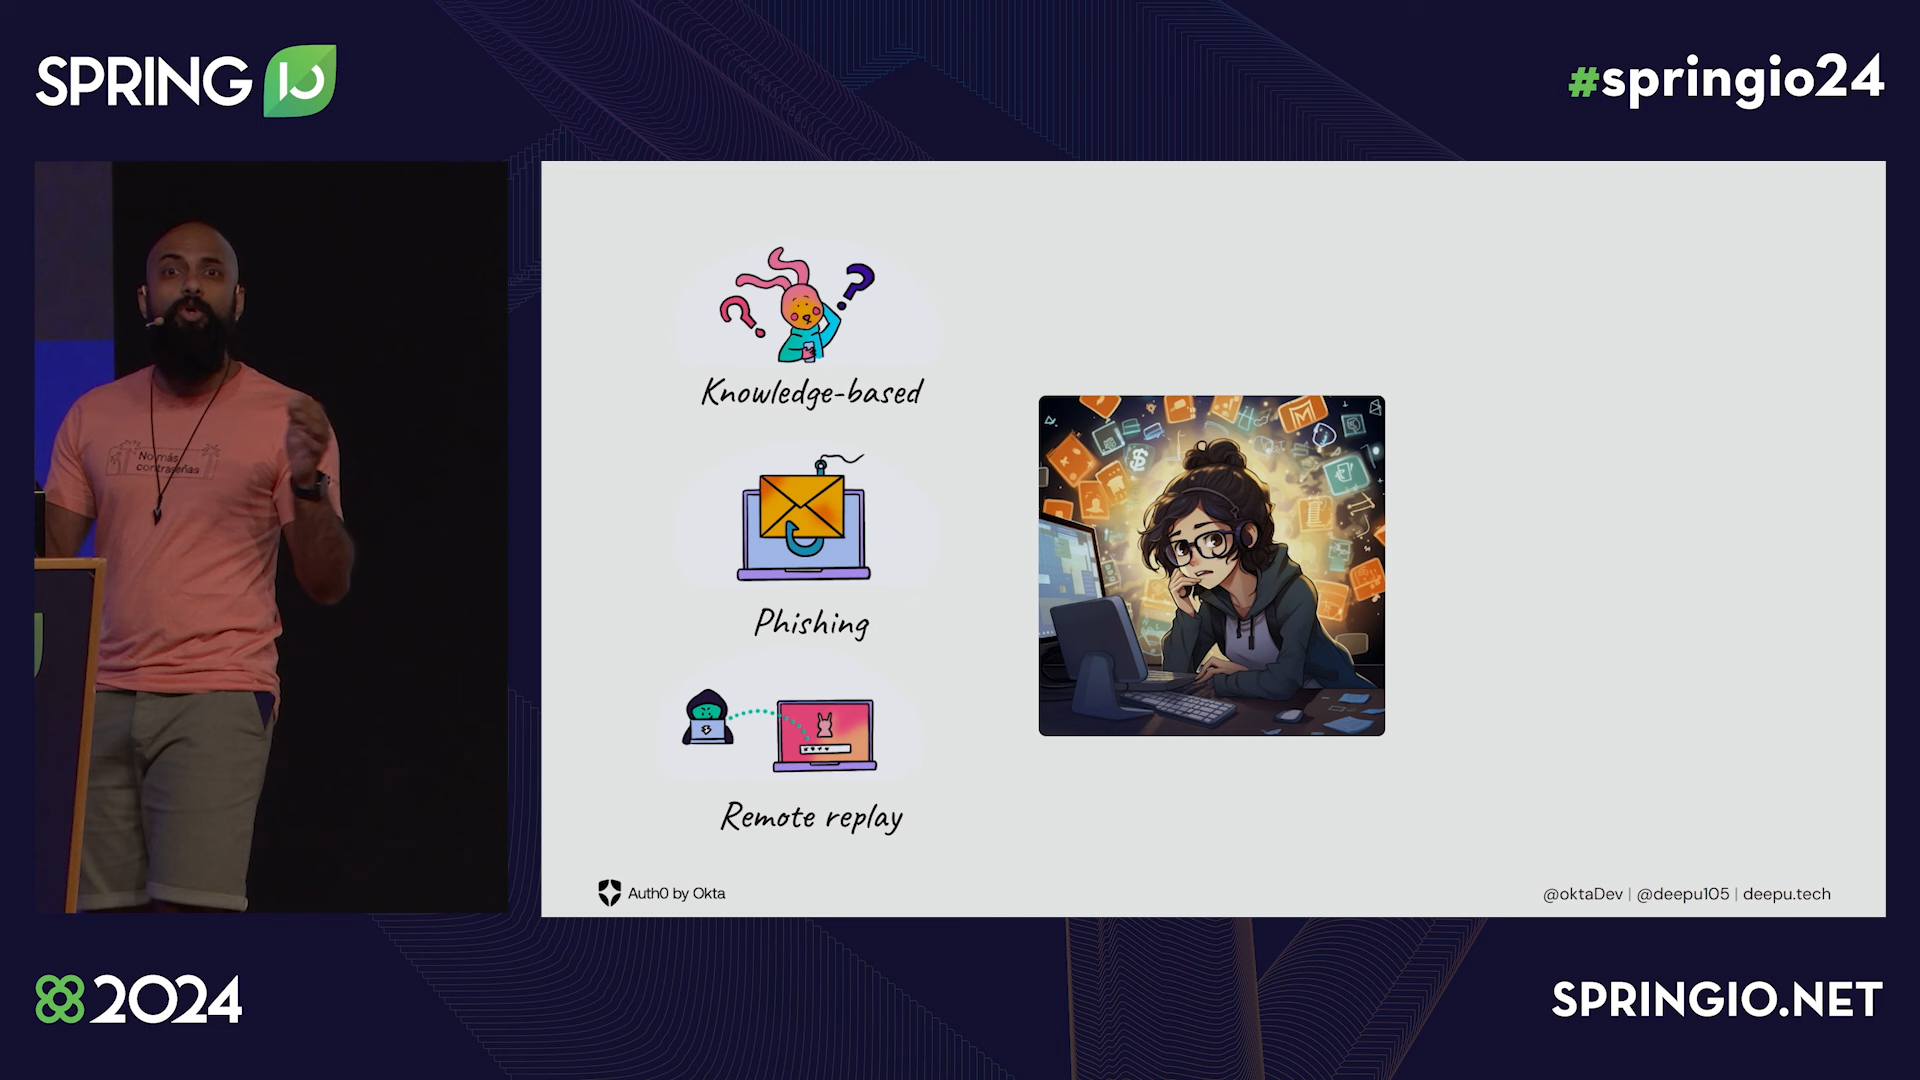 SPRING IO
#springio24
No más
contraseñas
Knowledge-based
Phishing
Remote replay
Auth0 by Okta
@oktaDev | @deepu105 | deepu.tech
2024
SPRINGIO.NET